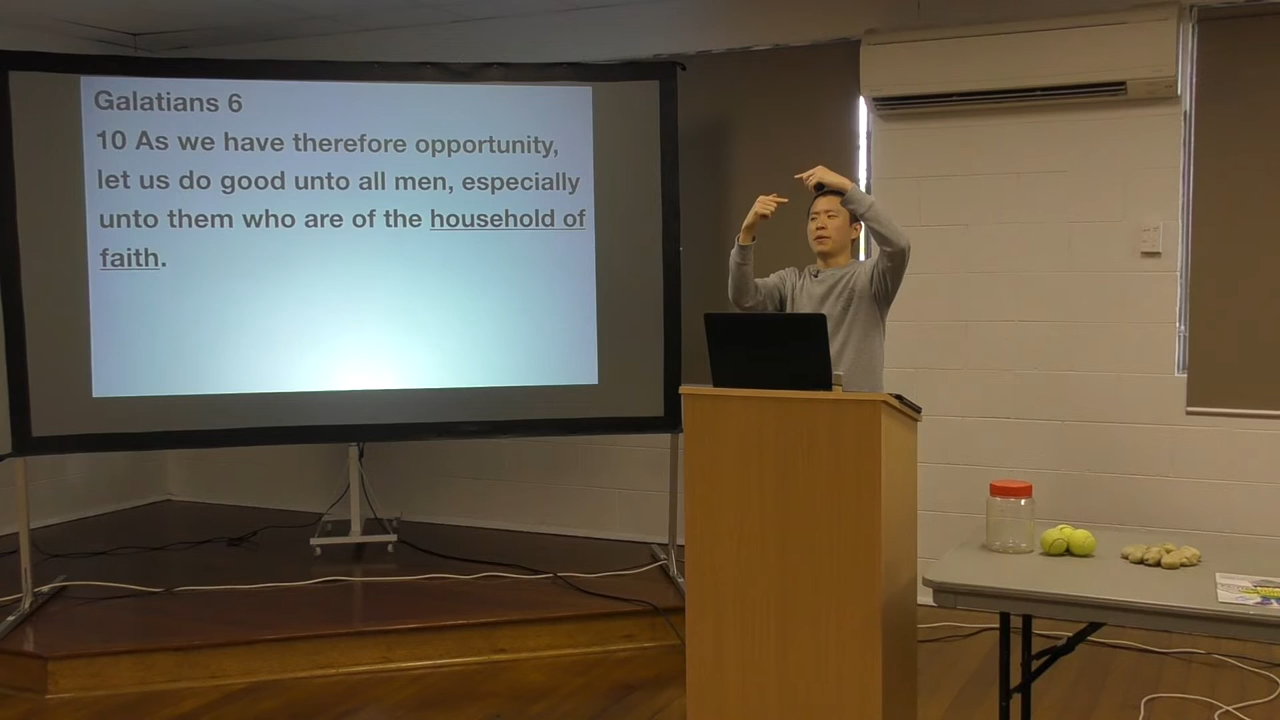 Galatians 6
10 As we have therefore opportunity,
let us do good unto all men, especially
unto them who are of the household of
faith.